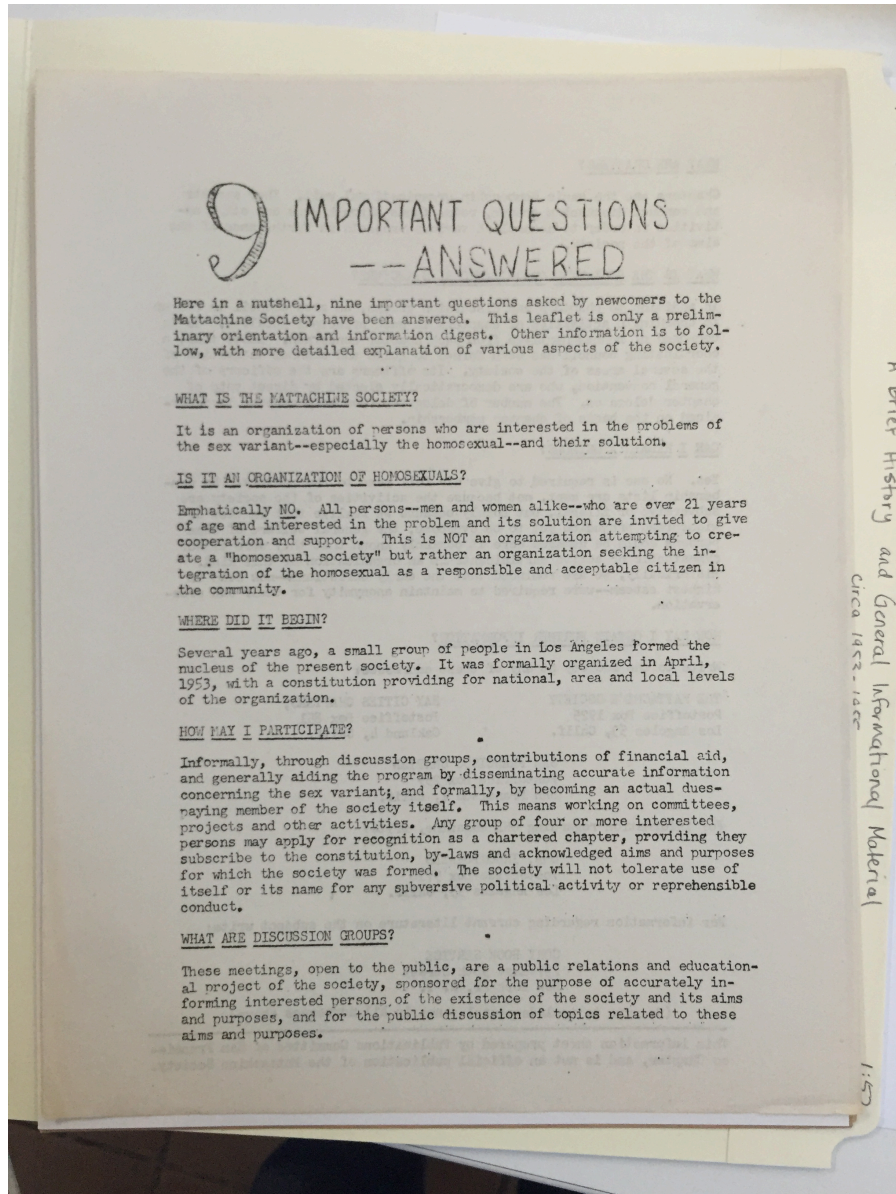 9 IMPORTANT QUESTIONS
--ANSWERED
Here in a nutshell, nine important questions asked by newcomers to the
Mattachine Society have been answered. This leaflet is only a prelim-
inary orientation and information digest. Other information is to fol-
low, with more detailed explanation of various aspects of the society.
WHAT IS THE MATTACHINE SOCIETY?
It is an organization of persons who are interested in the problems of
the sex variant--especially the homosexual--and their solution.
IS IT AN ORGANIZATION OF HOMOSEXUALS?
Emphatically NO. All persons--men and women alike--who are over 21 years
of age and interested in the problem and its solution are invited to give
cooperation and support. This is NOT an organization attempting to cre-
ate a "homosexual society" but rather an organization seeking the in-
tegration of the homosexual as a responsible and acceptable citizen in
the community.
WHERE DID IT BEGIN?
Several years ago, a small group of people in Los Angeles formed the
nucleus of the present society. It was formally organized in April,
1953, with a constitution providing for national, area and local levels
of the organization.
HOW MAY I PARTICIPATE?
Informally, through discussion groups, contributions of financial aid,
and generally aiding the program by disseminating accurate information
concerning the sex variant; and formally, by becoming an actual dues-
paying member of the society itself. This means working on committees,
projects and other activities. Any group of four or more interested
persons may apply for recognition as a chartered chapter, providing they
subscribe to the constitution, by-laws and acknowledged aims and purposes
for which the society was formed. The society will not tolerate use of
itself or its name for any subversive political activity or reprehensible
conduct.
WHAT ARE DISCUSSION GROUPS?
These meetings, open to the public, are a public relations and education-
al project of the society, sponsored for the purpose of accurately in-
forming interested persons of the existence of the society and its aims
and purposes, and for the public discussion of topics related to these
aims and purposes.
A Brief History and General Informational Material
Circa
1:50